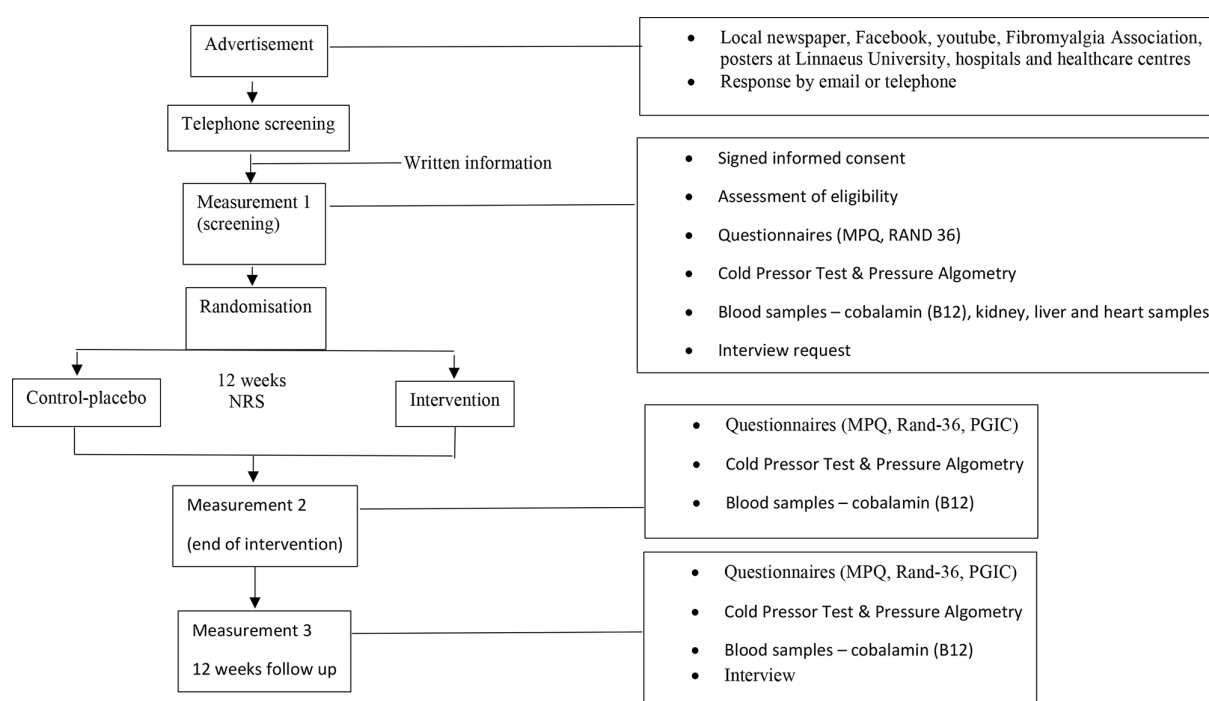 Advertisement
• Local newspaper, Facebook, youtube, Fibromyalgia Association,
posters at Linnaeus University, hospitals and healthcare centres
• Response by email or telephone
Telephone screening
Written information
Measurement 1
(screening)
• Signed informed consent
• Assessment of eligibility
• Questionnaires (MPQ, RAND 36)
• Cold Pressor Test & Pressure Algometry
• Blood samples – cobalamin (B12), kidney, liver and heart samples
• Interview request
Randomisation
Control-placebo
12 weeks
NRS
Intervention
Measurement 2
(end of intervention)
• Questionnaires (MPQ, Rand-36, PGIC)
• Cold Pressor Test & Pressure Algometry
• Blood samples – cobalamin (B12)
Measurement 3
12 weeks follow up
• Questionnaires (MPQ, Rand-36, PGIC)
• Cold Pressor Test & Pressure Algometry
• Blood samples – cobalamin (B12)
• Interview